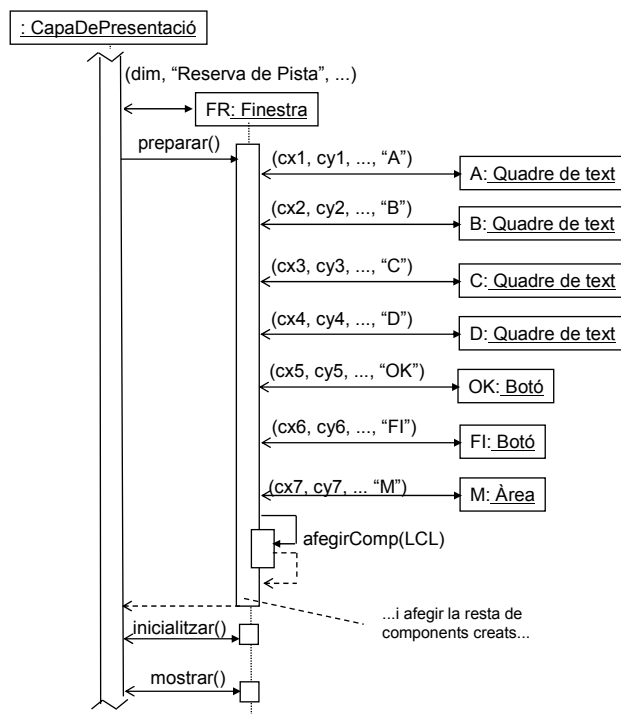 : CapaDePresentació
(dim, “Reserva de Pista”, ...)
FR: Finestra
preparar()
(cx1, cy1, ..., “A”)
A: Quadre de text
(cx2, cy2, ..., “B”)
B: Quadre de text
(cx3, cy3, ..., “C”)
C: Quadre de text
(cx4, cy4, ..., “D”)
D: Quadre de text
(cx5, cy5, ..., “OK”)
OK: Botó
(cx6, cy6, ..., “FI”)
FI: Botó
(cx7, cy7, ... “M”)
M: Àrea
afegirComp(LCL)
...i afegir la resta de
components creats...
inicialitzar()
mostrar()